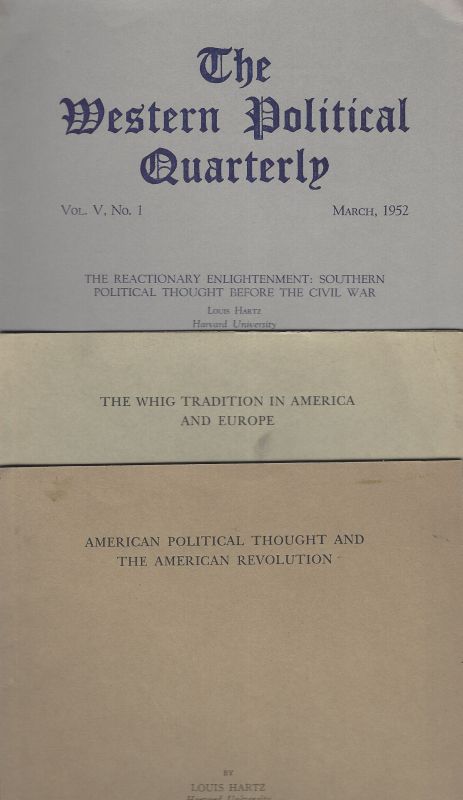 The
Western Political
Quarterly
VOL. V, NO. 1 MARCH, 1952
THE REACTIONARY ENLIGHTENMENT: SOUTHERN
POLITICAL THOUGHT BEFORE THE CIVIL WAR
LOUIS HARTZ
Harvard University
THE WHIG TRADITION IN AMERICA
AND EUROPE
AMERICAN POLITICAL THOUGHT AND
THE AMERICAN REVOLUTION
BY
LOUIS HARTZ
Harvard University